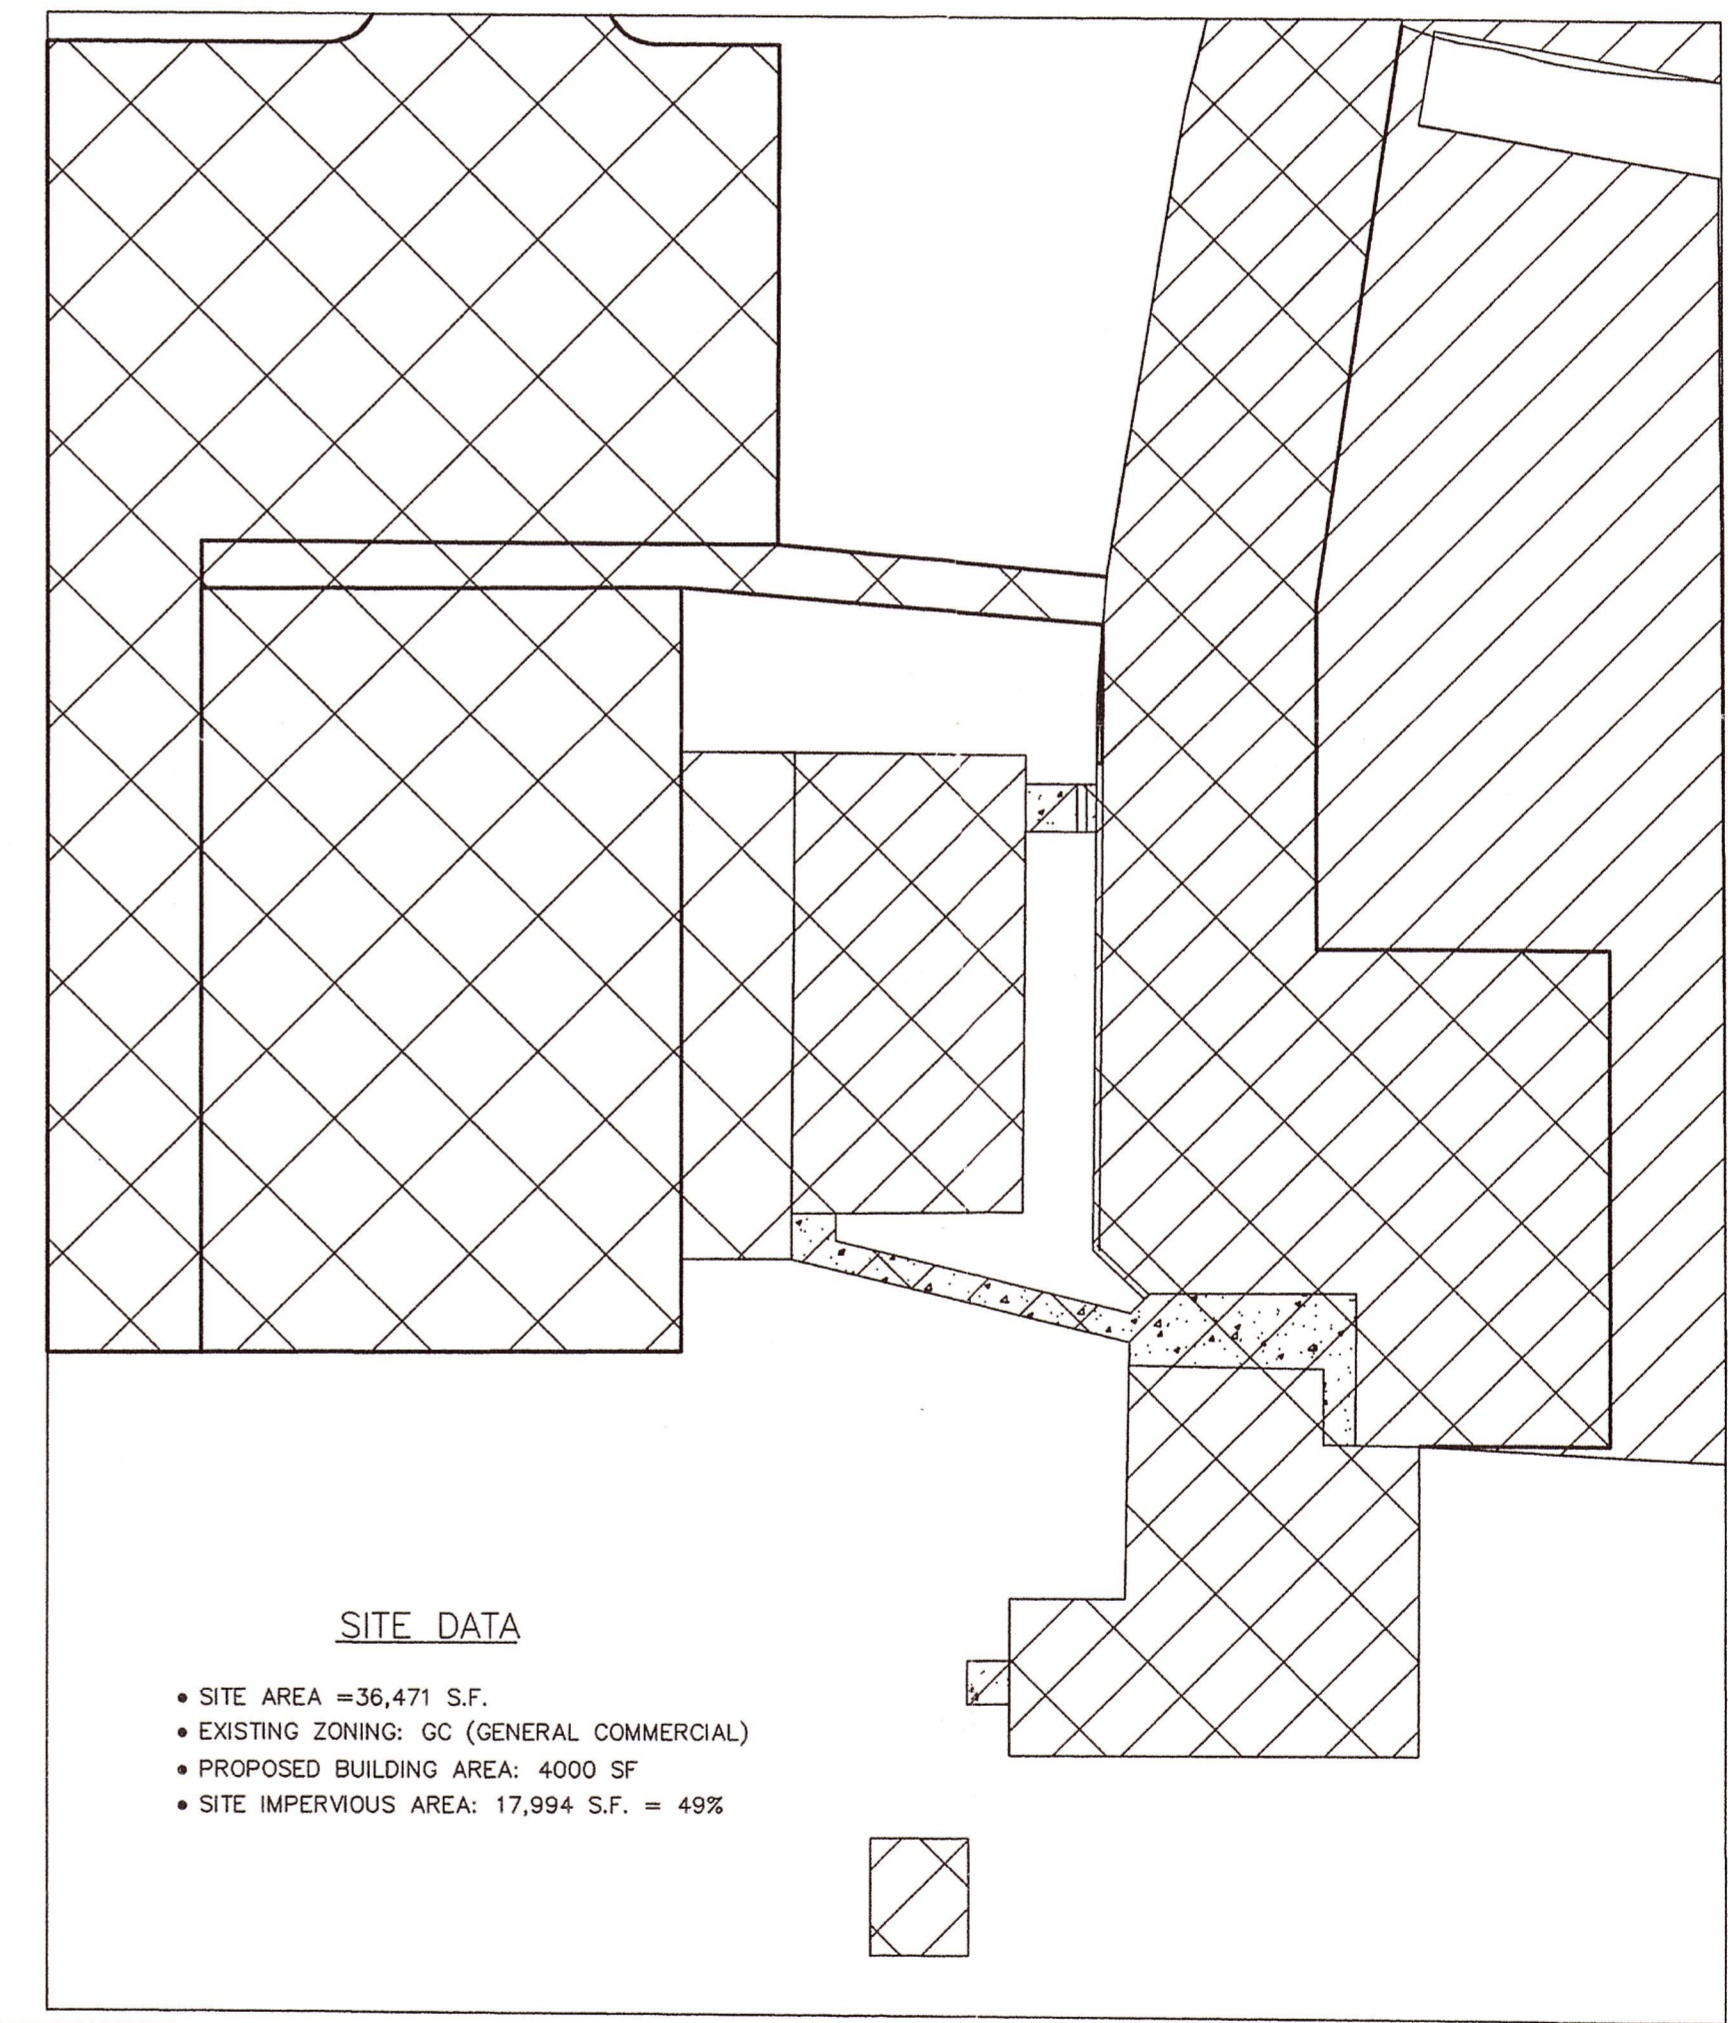 SITE DATA
• SITE AREA =36,471 S.F.
• EXISTING ZONING: GC (GENERAL COMMERCIAL)
• PROPOSED BUILDING AREA: 4000 SF
• SITE IMPERVIOUS AREA: 17,994 S.F. = 49%